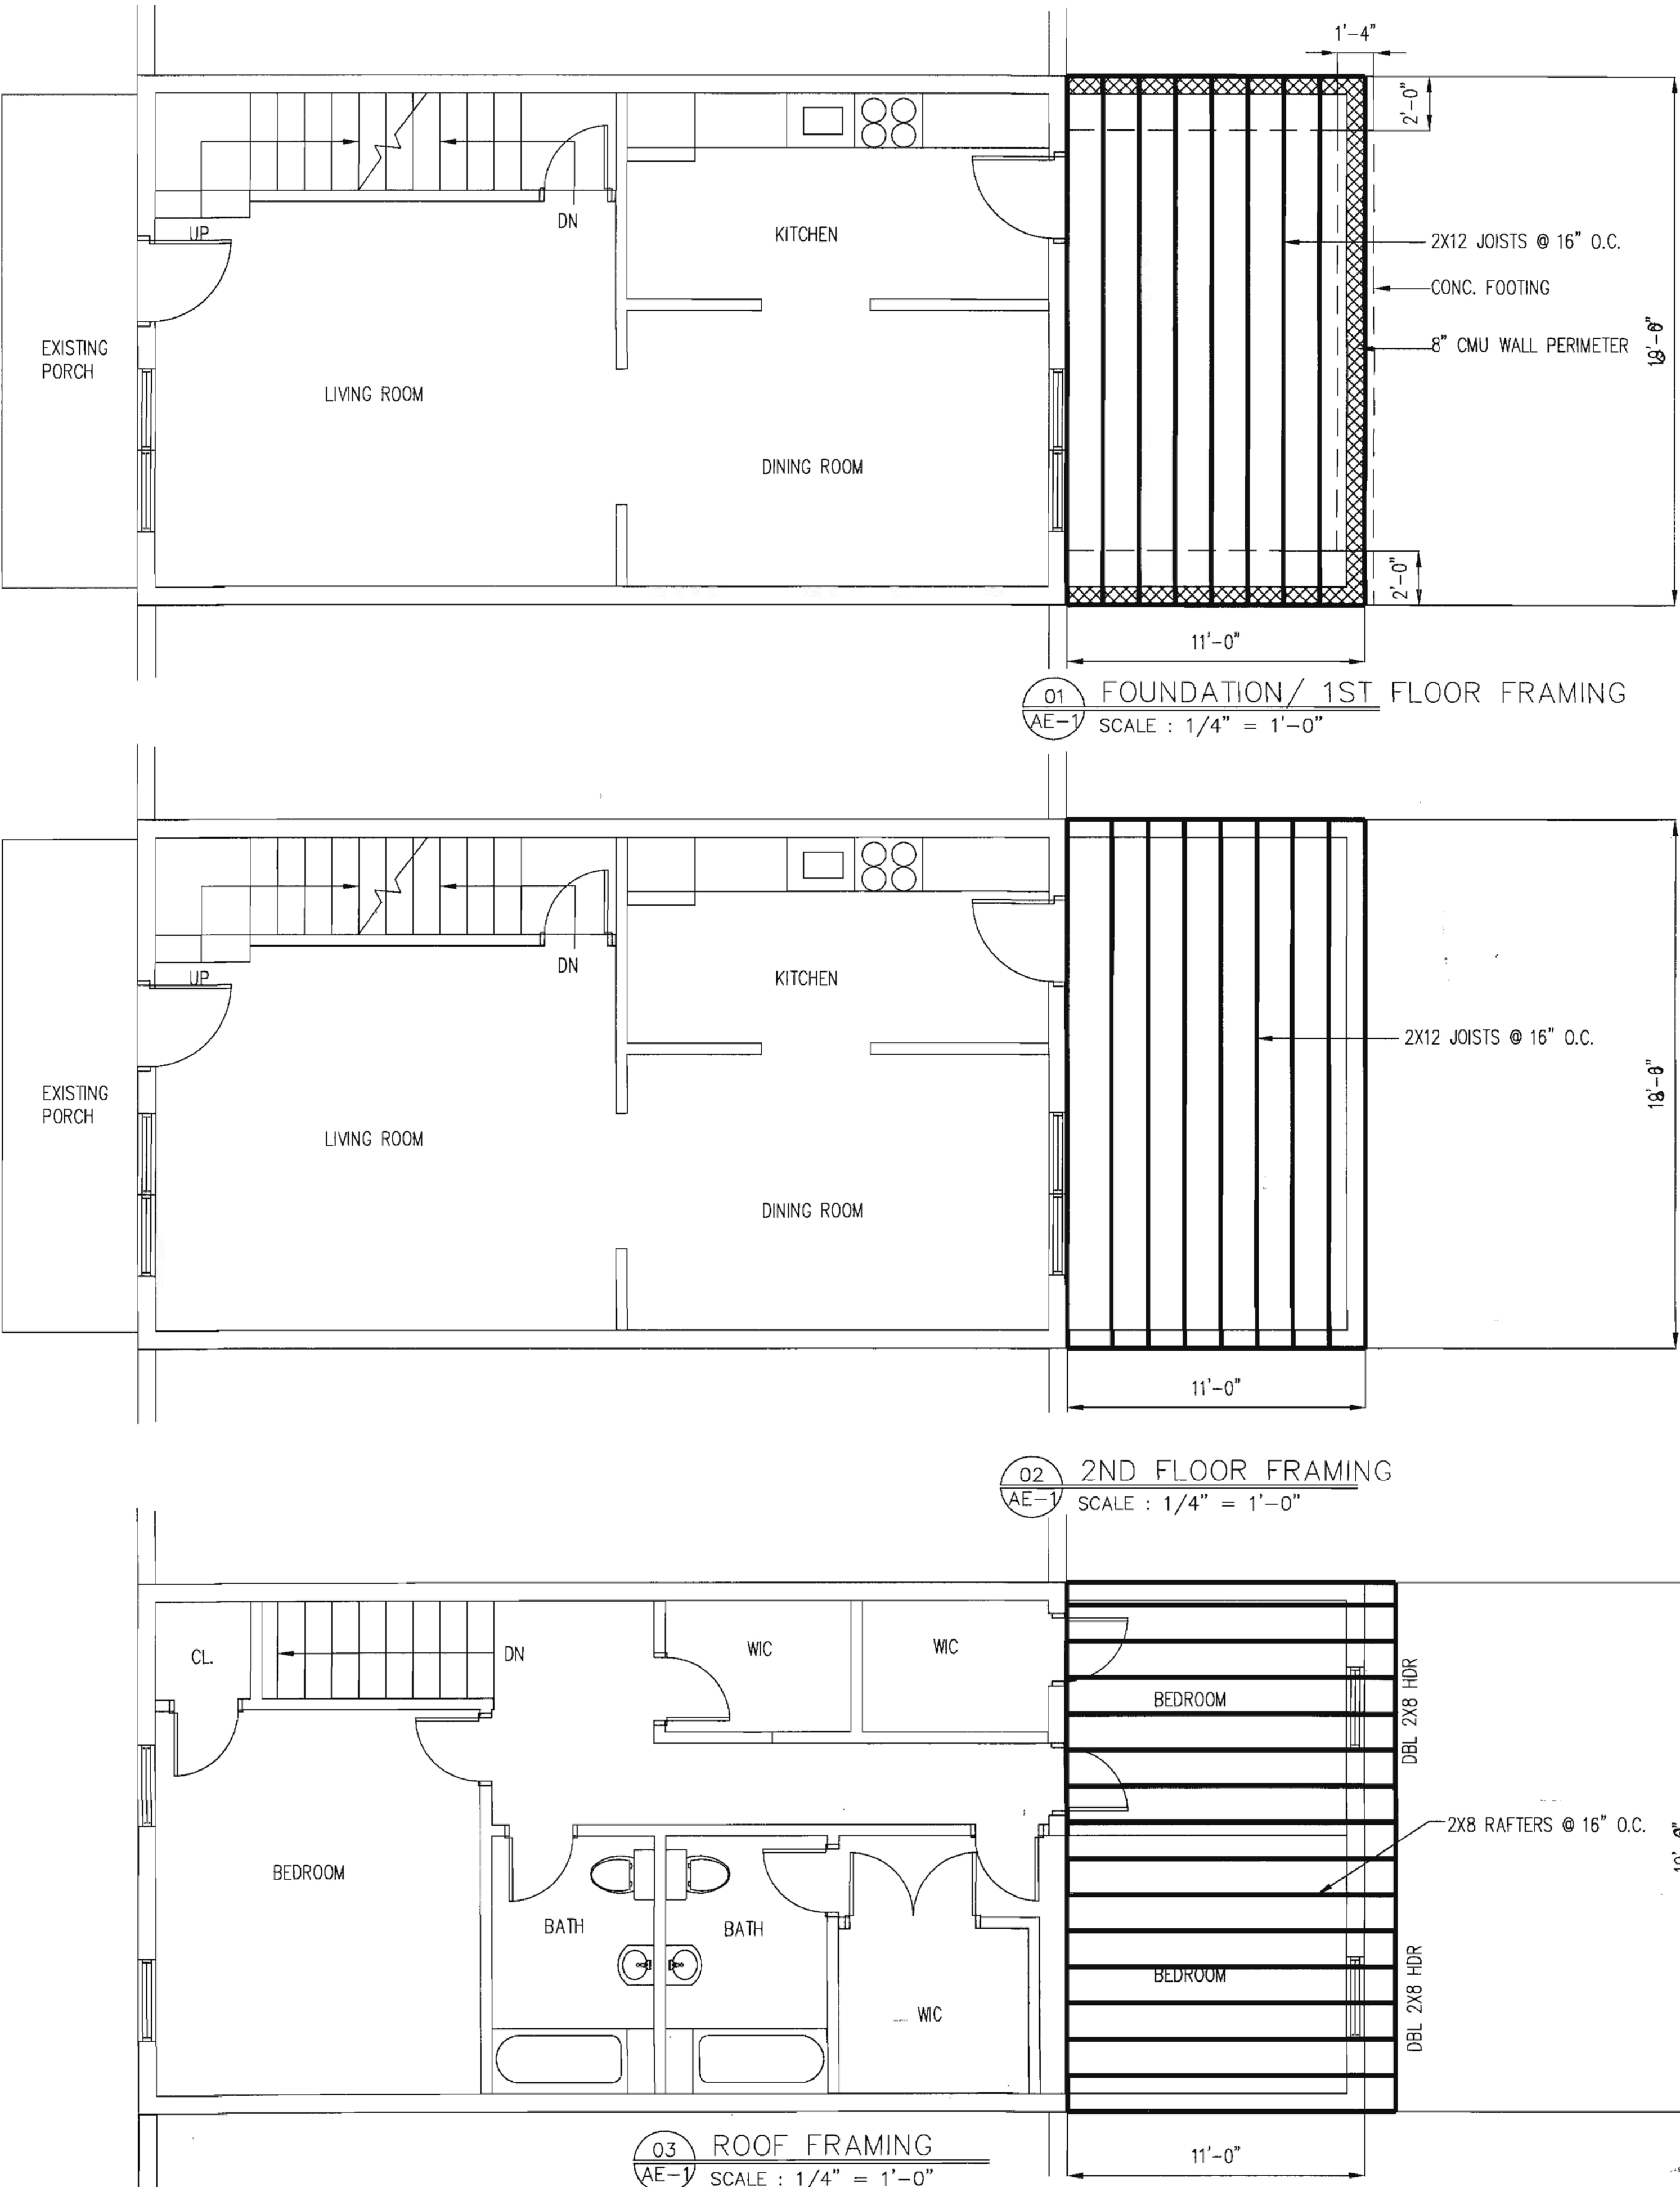 1'-4"
2'-0"
UP
DN
KITCHEN
2X12 JOISTS @ 16" O.C.
CONC. FOOTING
8" CMU WALL PERIMETER
EXISTING
PORCH
LIVING ROOM
DINING ROOM
2'-0"
11'-0"
01
AE-1
FOUNDATION/ 1ST FLOOR FRAMING
SCALE : 1/4" = 1'-0"
UP
DN
KITCHEN
2X12 JOISTS @ 16" O.C.
EXISTING
PORCH
LIVING ROOM
DINING ROOM
11'-0"
02
AE-1
2ND FLOOR FRAMING
SCALE : 1/4" = 1'-0"
CL.
DN
WIC
WIC
BEDROOM
DBL 2X8 HDR
2X8 RAFTERS @ 16" O.C.
BEDROOM
BATH
BATH
WIC
BEDROOM
DBL 2X8 HDR
11'-0"
03
AE-1
ROOF FRAMING
SCALE : 1/4" = 1'-0"